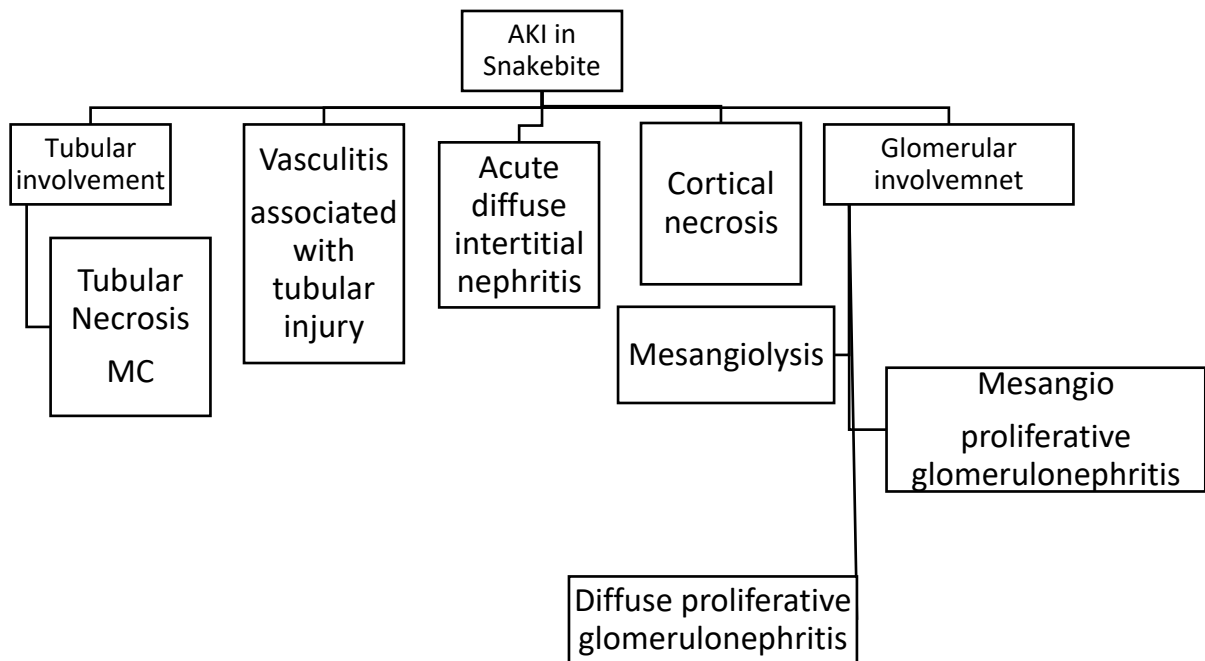 AKI in
Snakebite
Tubular
involvement
Tubular
Necrosis
MC
Vasculitis
associated
with
tubular
injury
Acute
diffuse
intertitial
nephritis
Cortical
necrosis
Glomerular
involvemnet
Mesangiolysis
Mesangio
proliferative
glomerulonephritis
Diffuse proliferative
glomerulonephritis